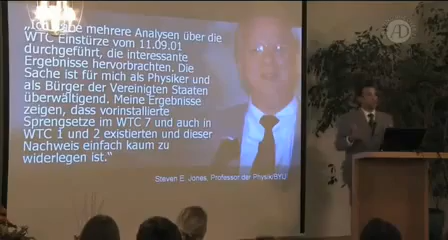 „Ich habe mehrere Analysen über die
WTC Einstürze vom 11.09.01
durchgeführt, die interessante
Ergebnisse hervorbrachten. Die
Sache ist für mich als Physiker und
als Bürger der Vereinigten Staaten
überwältigend. Meine Ergebnisse
zeigen, dass vorinstallierte
Sprengsetze im WTC 7 und auch in
WTC 1 und 2 existierten und dieser
Nachweis einfach kaum zu
widerlegen ist.“
Steven E. Jones, Professor der Physik/BYU